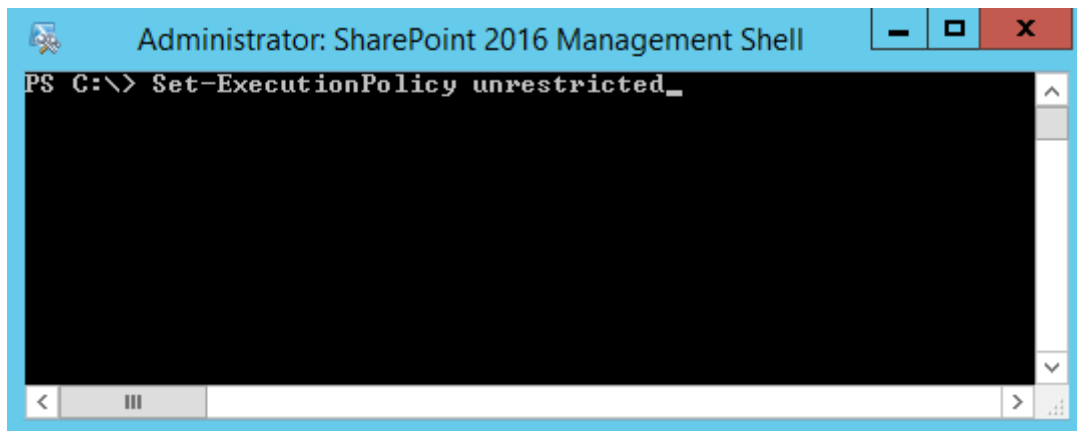 Administrator: SharePoint 2016 Management Shell
PS C:\> Set-ExecutionPolicy unrestricted_